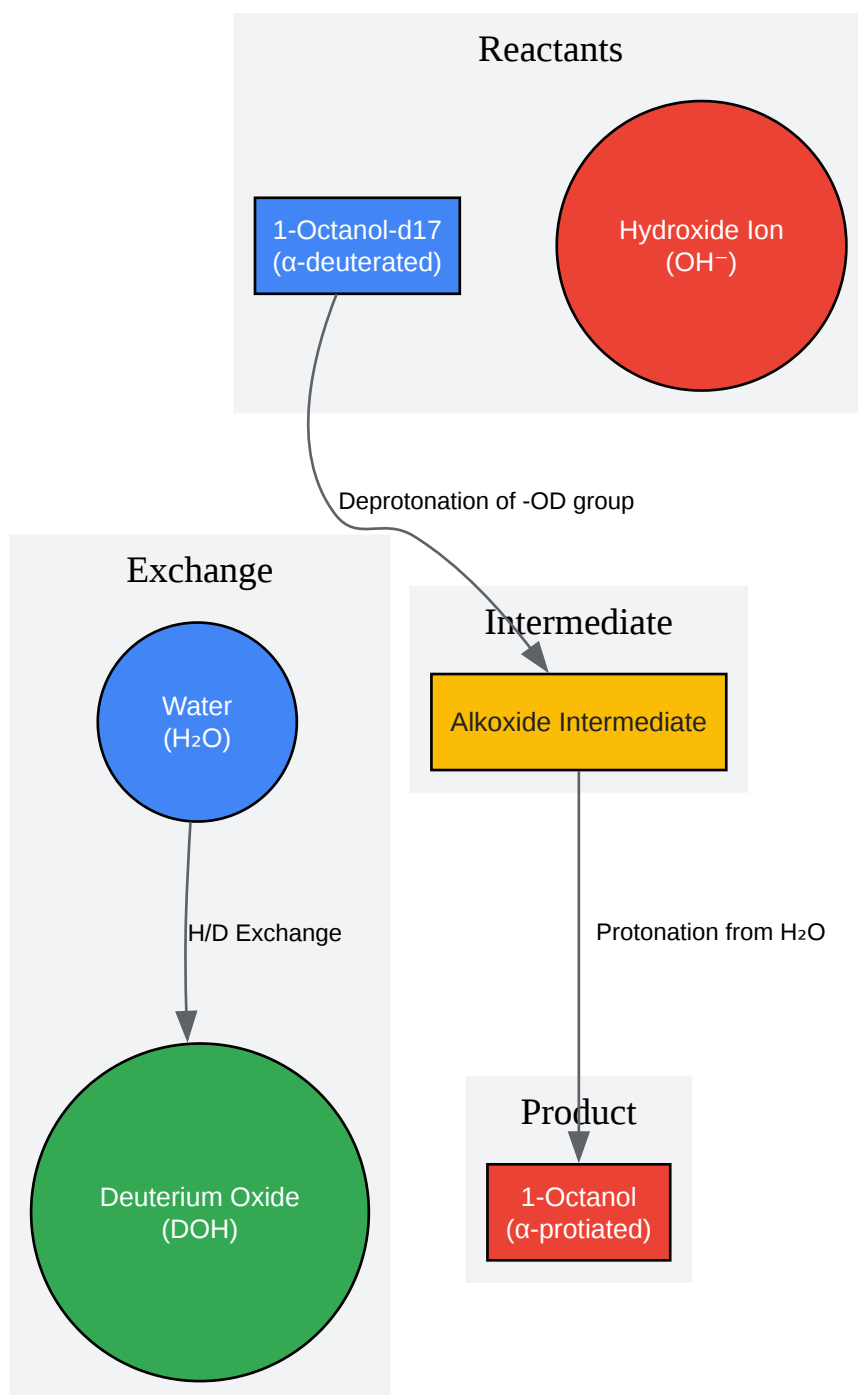 Reactants
1-Octanol-d17
(α-deuterated)
Hydroxide Ion
(OH⁻)
Deprotonation of -OD group
Exchange
Intermediate
Water
(H₂O)
Alkoxide Intermediate
H/D Exchange
Protonation from H₂O
Product
Deuterium Oxide
(DOH)
1-Octanol
(α-protiated)